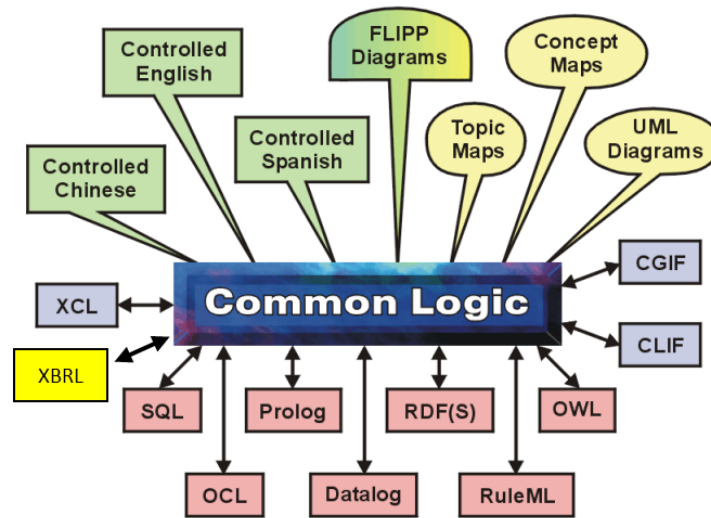 Controlled
English
FLIPP
Diagrams
Concept
Maps
Controlled
Spanish
Topic
Maps
UML
Diagrams
Controlled
Chinese
CGIF
XCL
Common Logic
CLIF
XBRL
SQL
Prolog
RDF(S)
OWL
OCL
Datalog
RuleML